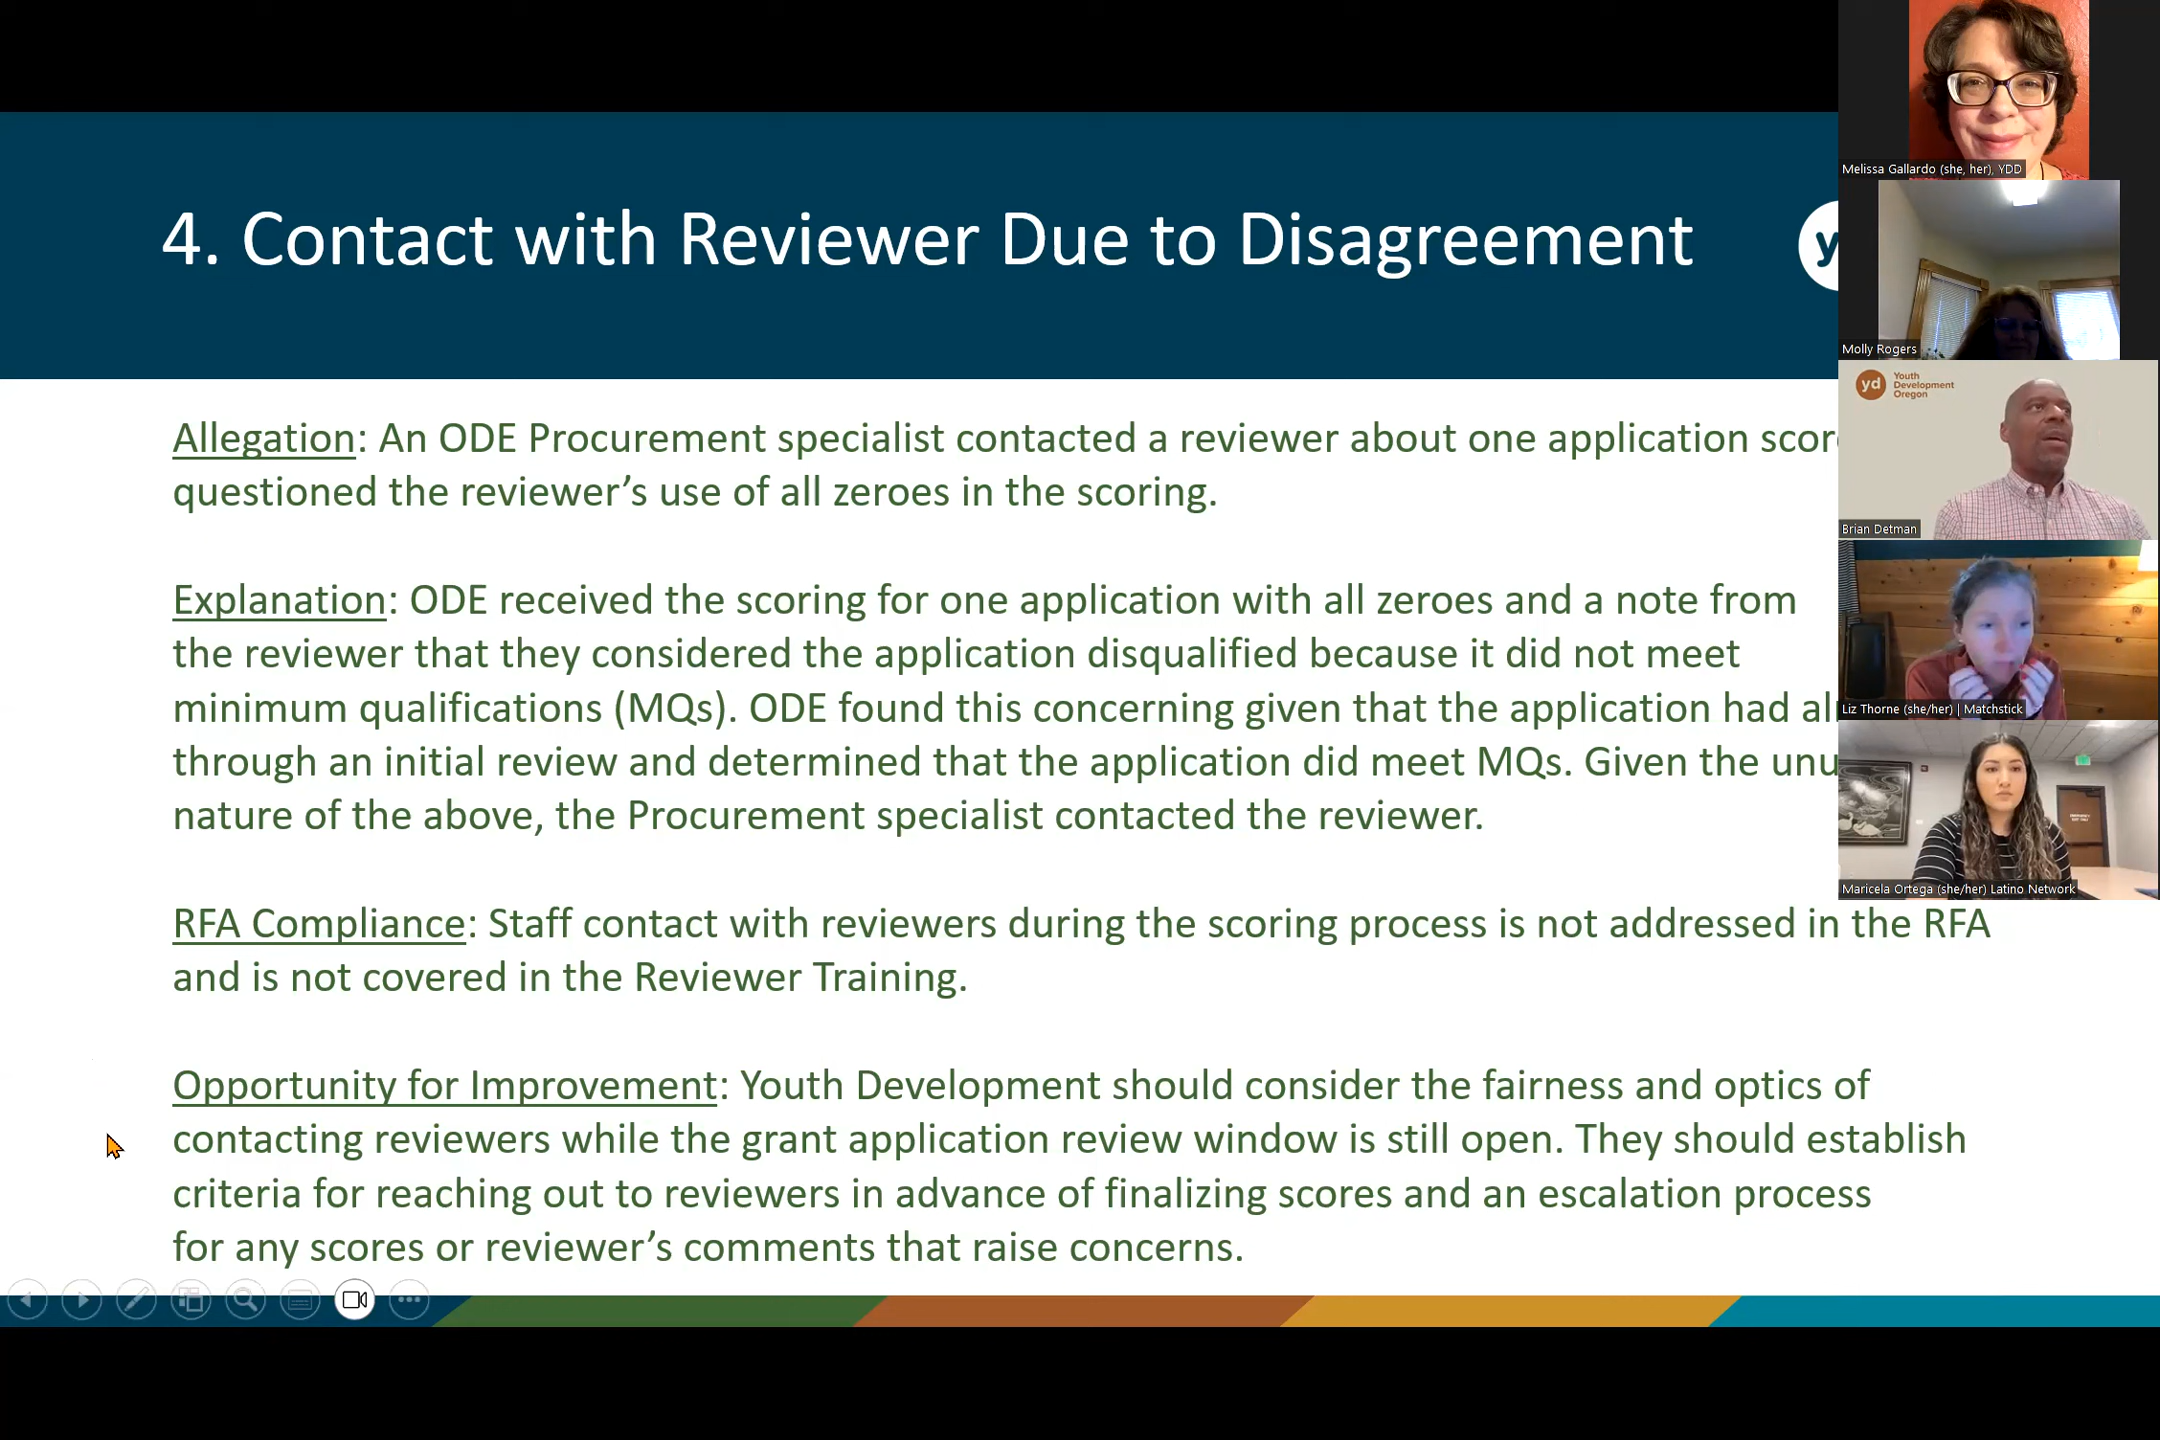 4. Contact with Reviewer Due to Disagreement
Allegation: An ODE Procurement specialist contacted a reviewer about one application
questioned the reviewer’s use of all zeroes in the scoring.
Explanation: ODE received the scoring for one application with all zeroes and a note from
the reviewer that they considered the application disqualified because it did not meet
minimum qualifications (MQs). ODE found this concerning given that the application had
through an initial review and determined that the application did meet MQs. Given the
nature of the above, the Procurement specialist contacted the reviewer.
RFA Compliance: Staff contact with reviewers during the scoring process is not addressed in the RFA
and is not covered in the Reviewer Training.
Opportunity for Improvement: Youth Development should consider the fairness and optics of
contacting reviewers while the grant application review window is still open. They should establish
criteria for reaching out to reviewers in advance of finalizing scores and an escalation process
for any scores or reviewer’s comments that raise concerns.
Melissa Gallardo (she, her), YDD
Molly Rogers
yd
Youth
Development
Oregon
Brian Detman
Liz Thorne (she/her) | Matchstick
Maricela Ortega (she/her) Latino Network